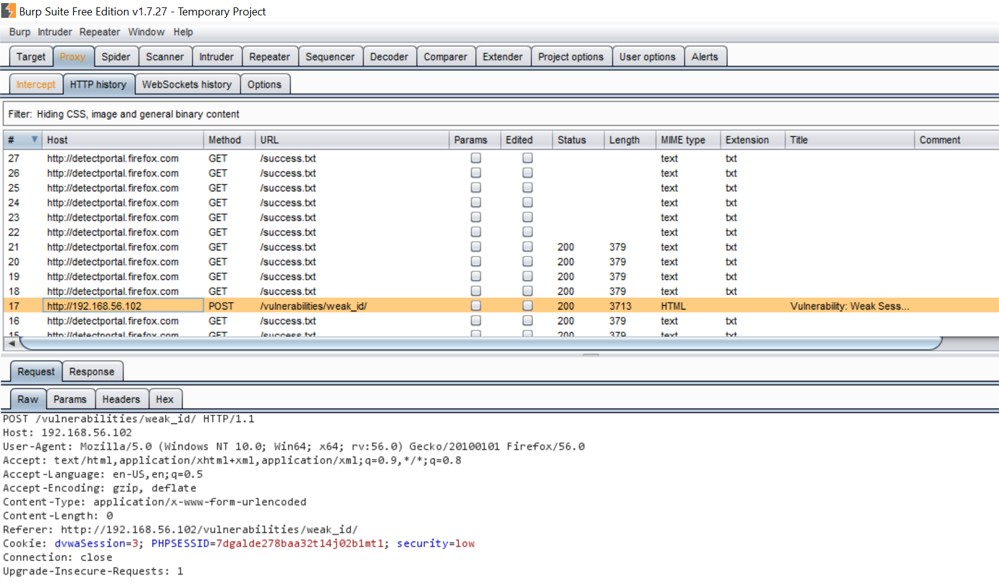 Burp Suite Free Edition v1.7.27 - Temporary Project
Burp Intruder Repeater Window Help
Target Proxy Spider Scanner Intruder Repeater Sequencer Decoder Comparer Extender Project options User options Alerts
Intercept HTTP history WebSockets history Options
Filter: Hiding CSS, image and general binary content
# Host Method URL Params Edited Status Length MIME type Extension Title Comment
27 http://detectportal.firefox.com GET /success.txt text txt
26 http://detectportal.firefox.com GET /success.txt text txt
25 http://detectportal.firefox.com GET /success.txt text txt
24 http://detectportal.firefox.com GET /success.txt text txt
23 http://detectportal.firefox.com GET /success.txt text txt
22 http://detectportal.firefox.com GET /success.txt text txt
21 http://detectportal.firefox.com GET /success.txt 200 379 text txt
20 http://detectportal.firefox.com GET /success.txt 200 379 text txt
19 http://detectportal.firefox.com GET /success.txt 200 379 text txt
18 http://detectportal.firefox.com GET /success.txt 200 379 text txt
17 http://192.168.56.102 POST /vulnerabilities/weak_id/ 200 3713 HTML Vulnerability: Weak Sess...
16 http://detectportal.firefox.com GET /success.txt 200 379 text txt
15 http://detectportal.firefox.com GET /success.txt 200 379 text txt
Request Response
Raw Params Headers Hex
POST /vulnerabilities/weak_id/ HTTP/1.1
Host: 192.168.56.102
User-Agent: Mozilla/5.0 (Windows NT 10.0; Win64; x64; rv:56.0) Gecko/20100101 Firefox/56.0
Accept: text/html,application/xhtml+xml,application/xml;q=0.9,*/*;q=0.8
Accept-Language: en-US,en;q=0.5
Accept-Encoding: gzip, deflate
Content-Type: application/x-www-form-urlencoded
Content-Length: 0
Referer: http://192.168.56.102/vulnerabilities/weak_id/
Cookie: dvwaSession=3; PHPSESSID=7dgalde278baa32t14j02b1mt1; security=low
Connection: close
Upgrade-Insecure-Requests: 1